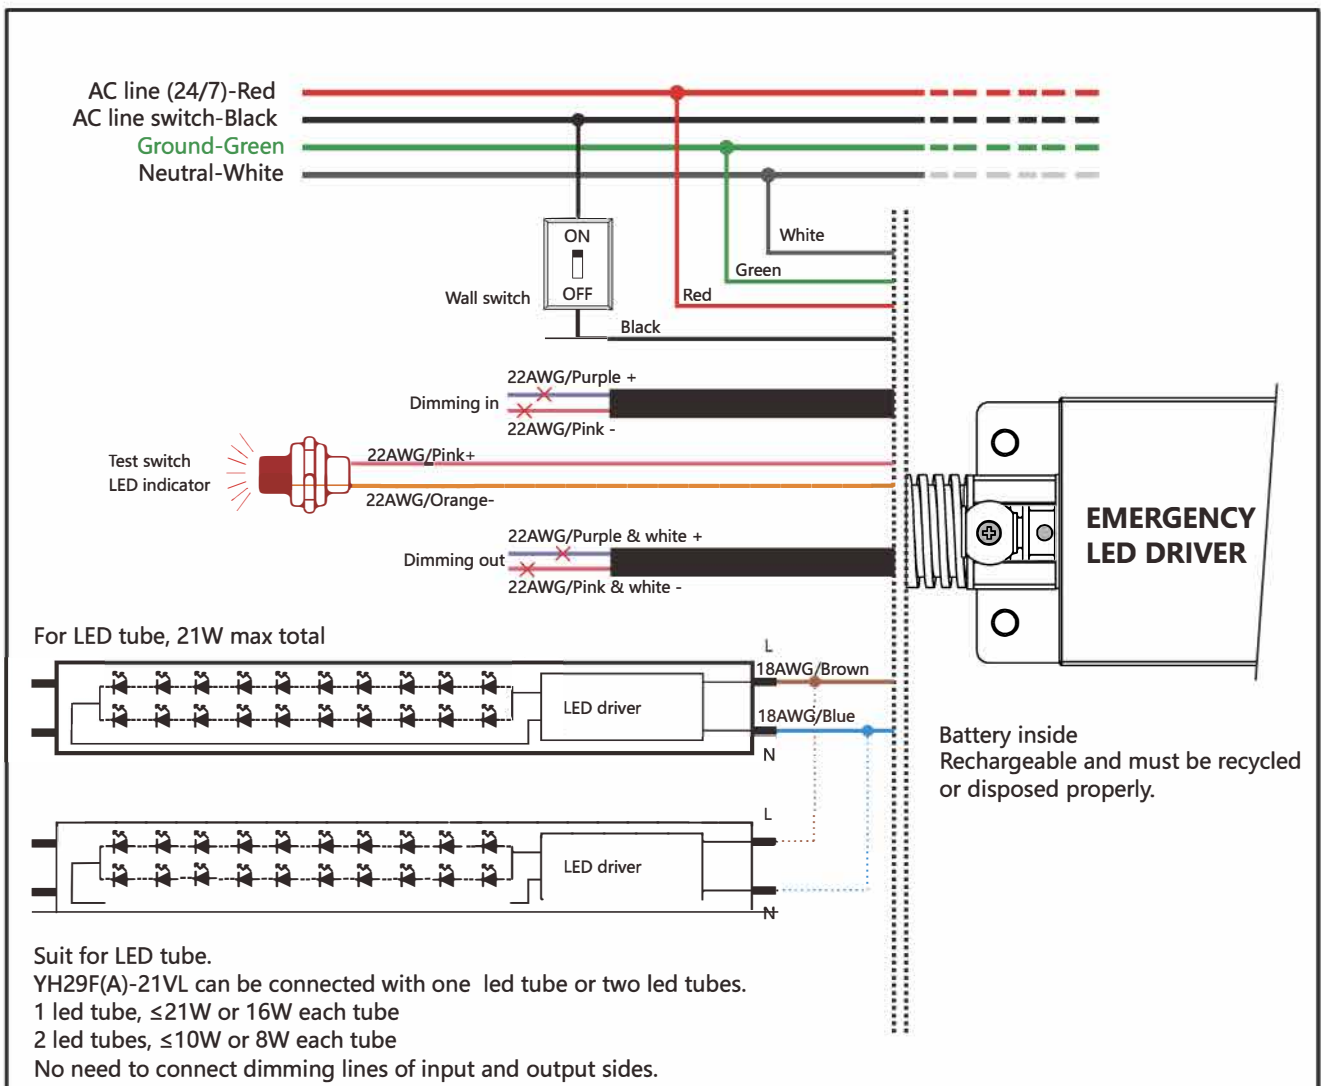 AC line (24/7)-Red
AC line switch-Black
Ground-Green
Neutral-White
White
ON
Green
OFF
Red
Wall switch
Black
22AWG/Purple +
Dimming in
22AWG/Pink -
22AWG/Pink+
Test switch
LED indicator
22AWG/Orange-
EMERGENCY
LED DRIVER
22AWG/Purple & white +
Dimming out
22AWG/Pink & white -
For LED tube, 21W max total
L
18AWG/Brown
LED driver
18AWG/Blue
N
Battery inside
Rechargeable and must be recycled
or disposed properly.
L
LED driver
N
Suit for LED tube.
YH29F(A)-21VL can be connected with one led tube or two led tubes.
1 led tube, ≤21W or 16W each tube
2 led tubes, ≤10W or 8W each tube
No need to connect dimming lines of input and output sides.